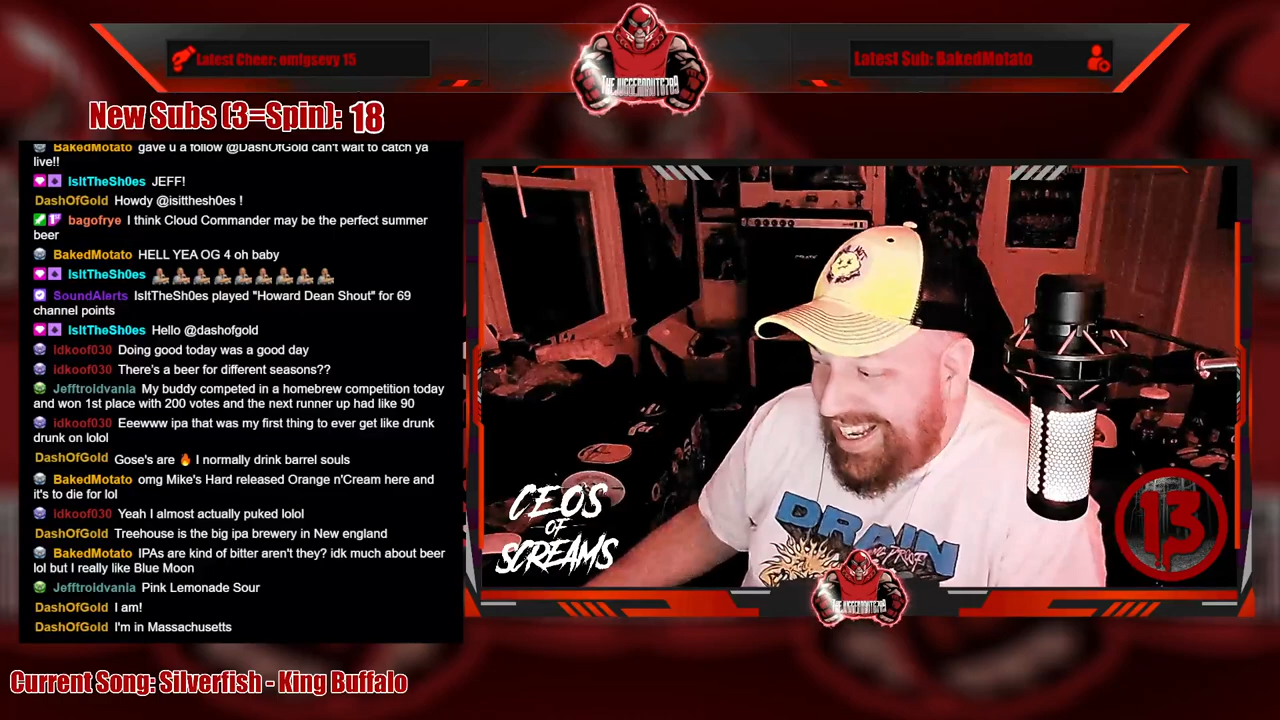 Latest Cheer: omfgsevy 15
THEJUGGERNAUT6789
Latest Sub: BakedMotato
New Subs (3=Spin): 18
BakedMotato gave u a follow @DashOfGold can't wait to catch ya
live!!
IsItTheSh0es JEFF!
DashOfGold Howdy @isitthesh0es !
bagofrye I think Cloud Commander may be the perfect summer
beer
BakedMotato HELL YEA OG 4 oh baby
IsItTheSh0es
SoundAlerts IsItTheSh0es played "Howard Dean Shout" for 69
channel points
IsItTheSh0es Hello @dashofgold
idkoof030 Doing good today was a good day
idkoof030 There's a beer for different seasons??
Jefftroidvania My buddy competed in a homebrew competition today
and won 1st place with 200 votes and the next runner up had like 90
idkoof030 Eeewww ipa that was my first thing to ever get like drunk
drunk on lolol
DashOfGold Gose's are 🔥 I normally drink barrel souls
BakedMotato omg Mike's Hard released Orange n'Cream here and
it's to die for lol
idkoof030 Yeah I almost actually puked lolol
DashOfGold Treehouse is the big ipa brewery in New england
BakedMotato IPAs are kind of bitter aren't they? idk much about beer
lol but I really like Blue Moon
Jefftroidvania Pink Lemonade Sour
DashOfGold I am!
DashOfGold I'm in Massachusetts
CEOS
OF
SCREAMS
DRAIN
13
THEJUGGERNAUT6789
Current Song: Silverfish - King Buffalo